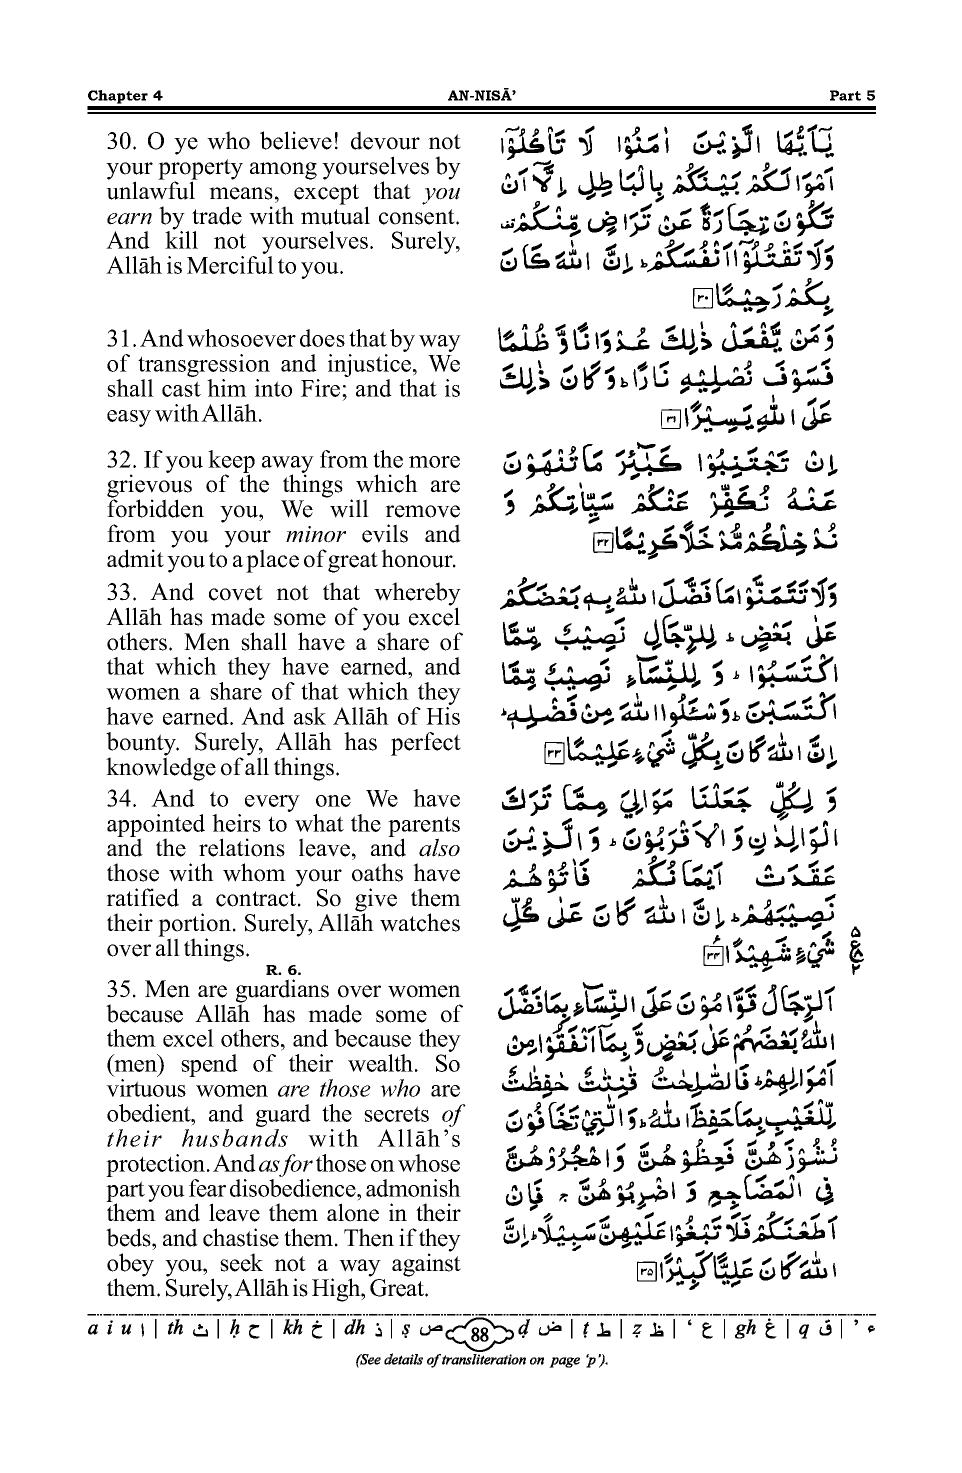 Chapter 4 AN-NISĀ’ Part 5
30. O ye who believe! devour not
your property among yourselves by
unlawful means, except that you
earn by trade with mutual consent.
And kill not yourselves. Surely,
Allāh is Merciful to you.
يٰٓاَيُّهَا الَّذِيْنَ اٰمَنُوْا لَا تَاْكُلُوْٓا
اَمْوَالَكُمْ بَيْنَكُمْ بِالْبَاطِلِ اِلَّآ اَنْ
تَكُوْنَ تِجَارَةً عَنْ تَرَاضٍ مِّنْكُمْ
وَلَا تَقْتُلُوْٓا اَنْفُسَكُمْ ؕ اِنَّ اللّٰهَ كَانَ
بِكُمْ رَحِيْمًا ۳۰
31. And whosoever does that by way
of transgression and injustice, We
shall cast him into Fire; and that is
easy with Allāh.
وَمَنْ يَّفْعَلْ ذٰلِكَ عُدْوَانًا وَّ ظُلْمًا
فَسَوْفَ نُصْلِيْهِ نَارًا ؕ وَكَانَ ذٰلِكَ
عَلَى اللّٰهِ يَسِيْرًا ۳۱
32. If you keep away from the more
grievous of the things which are
forbidden you, We will remove
from you your minor evils and
admit you to a place of great honour.
اِنْ تَجْتَنِبُوْا كَبَآئِرَ مَا تُنْهَوْنَ
عَنْهُ نُكَفِّرْ عَنْكُمْ سَيِّاٰتِكُمْ وَ
نُدْخِلْكُمْ مُّدْخَلًا كَرِيْمًا ۳۲
33. And covet not that whereby
Allāh has made some of you excel
others. Men shall have a share of
that which they have earned, and
women a share of that which they
have earned. And ask Allāh of His
bounty. Surely, Allāh has perfect
knowledge of all things.
وَلَا تَتَمَنَّوْا مَا فَضَّلَ اللّٰهُ بِهٖ بَعْضَكُمْ
عَلٰى بَعْضٍ ؕ لِلرِّجَالِ نَصِيْبٌ مِّمَّا
اكْتَسَبُوْا ؕ وَ لِلنِّسَآءِ نَصِيْبٌ مِّمَّا
اكْتَسَبْنَ ؕ وَسْـَٔلُوا اللّٰهَ مِنْ فَضْلِهٖ ؕ
اِنَّ اللّٰهَ كَانَ بِكُلِّ شَيْءٍ عَلِيْمًا ۳۳
34. And to every one We have
appointed heirs to what the parents
and the relations leave, and also
those with whom your oaths have
ratified a contract. So give them
their portion. Surely, Allāh watches
over all things.
وَ لِكُلٍّ جَعَلْنَا مَوَالِيَ مِمَّا تَرَكَ
الْوَالِدٰنِ وَ الْاَقْرَبُوْنَ ؕ وَ الَّذِيْنَ
عَقَدَتْ اَيْمَانُكُمْ فَاٰتُوْهُمْ
نَصِيْبَهُمْ ؕ اِنَّ اللّٰهَ كَانَ عَلٰى كُلِّ
شَيْءٍ شَهِيْدًا ۳۴
R. 6.
35. Men are guardians over women
because Allāh has made some of
them excel others, and because they
(men) spend of their wealth. So
virtuous women are those who are
obedient, and guard the secrets of
their husbands with Allāh’s
protection. And as for those on whose
part you fear disobedience, admonish
them and leave them alone in their
beds, and chastise them. Then if they
obey you, seek not a way against
them. Surely, Allāh is High, Great.
اَلرِّجَالُ قَوّٰمُوْنَ عَلَى النِّسَآءِ بِمَا فَضَّلَ
اللّٰهُ بَعْضَهُمْ عَلٰى بَعْضٍ وَّ بِمَآ اَنْفَقُوْا مِنْ
اَمْوَالِهِمْ ؕ فَالصّٰلِحٰتُ قٰنِتٰتٌ حٰفِظٰتٌ
لِّلْغَيْبِ بِمَا حَفِظَ اللّٰهُ ؕ وَ الّٰتِيْ تَخَافُوْنَ
نُشُوْزَهُنَّ فَعِظُوْهُنَّ وَ اهْجُرُوْهُنَّ
فِى الْمَضَاجِعِ وَ اضْرِبُوْهُنَّ ۚ فَاِنْ
اَطَعْنَكُمْ فَلَا تَبْغُوْا عَلَيْهِنَّ سَبِيْلًا ؕ اِنَّ
اللّٰهَ كَانَ عَلِيًّا كَبِيْرًا ۳۵
a i u ا | th ث | ḥ ح | kh خ | dh ذ | ṣ ص 88 ḍ ض | ṭ ط | ẓ ظ | ‘ ع | gh غ | q ق | ’ ء
(See details of transliteration on page ‘p’).